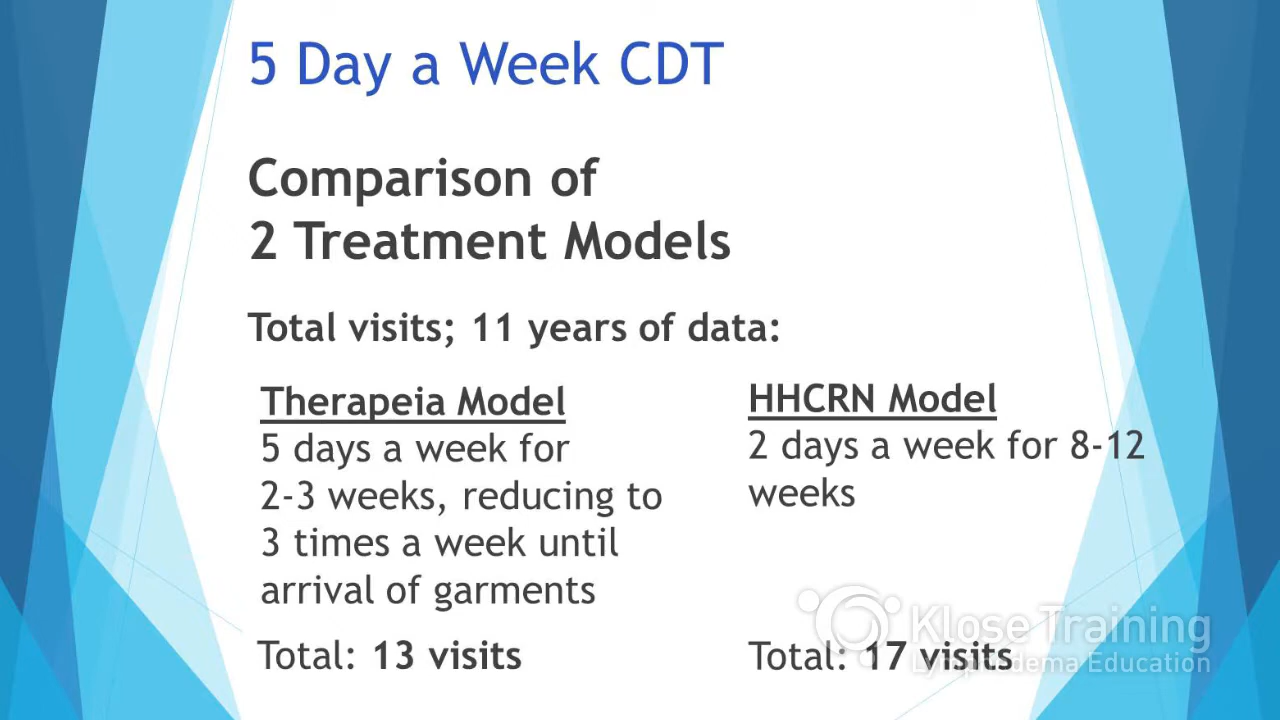 5 Day a Week CDT
Comparison of
2 Treatment Models
Total visits; 11 years of data:
Therapeia Model
5 days a week for
2-3 weeks, reducing to
3 times a week until
arrival of garments
Total: 13 visits
HHCRN Model
2 days a week for 8-12
weeks
Total: 17 visits
Klose Training
Lymphedema Education